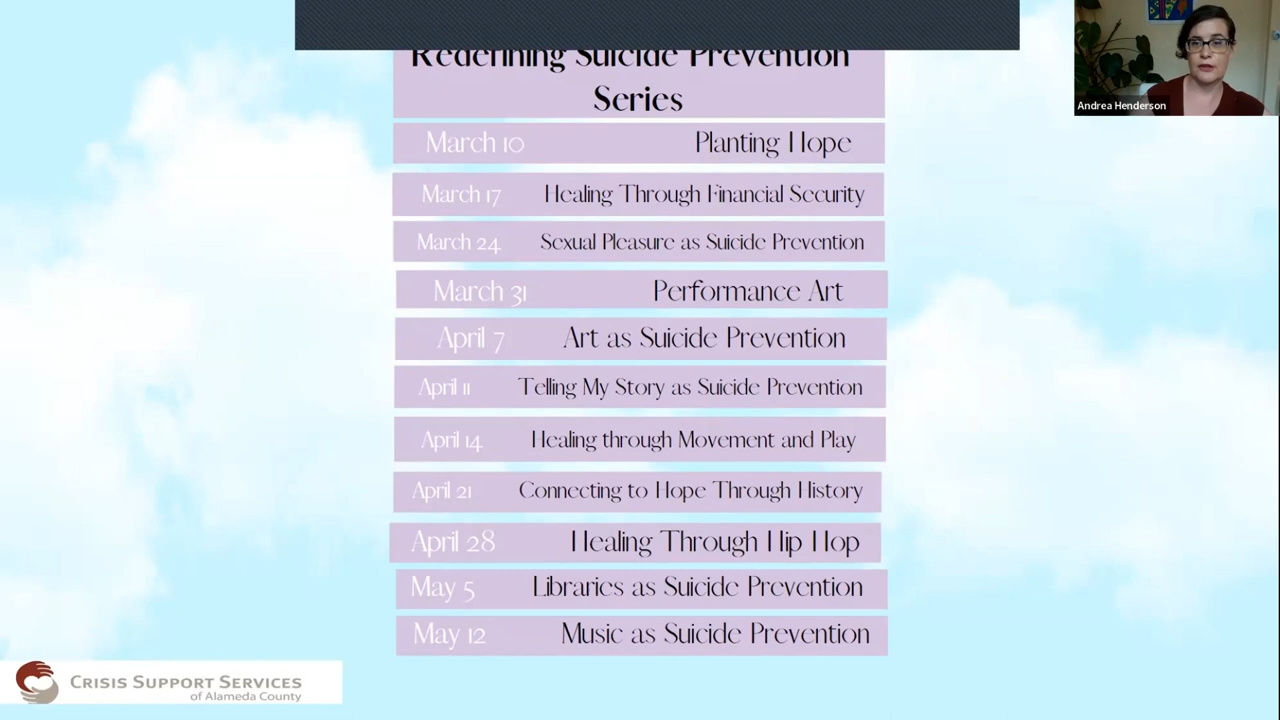 Redefining Suicide Prevention
Series
March 10 Planting Hope
March 17 Healing Through Financial Security
March 24 Sexual Pleasure as Suicide Prevention
March 31 Performance Art
April 7 Art as Suicide Prevention
April 11 Telling My Story as Suicide Prevention
April 14 Healing through Movement and Play
April 21 Connecting to Hope Through History
April 28 Healing Through Hip Hop
May 5 Libraries as Suicide Prevention
May 12 Music as Suicide Prevention
CRISIS SUPPORT SERVICES
of Alameda County
Andrea Henderson